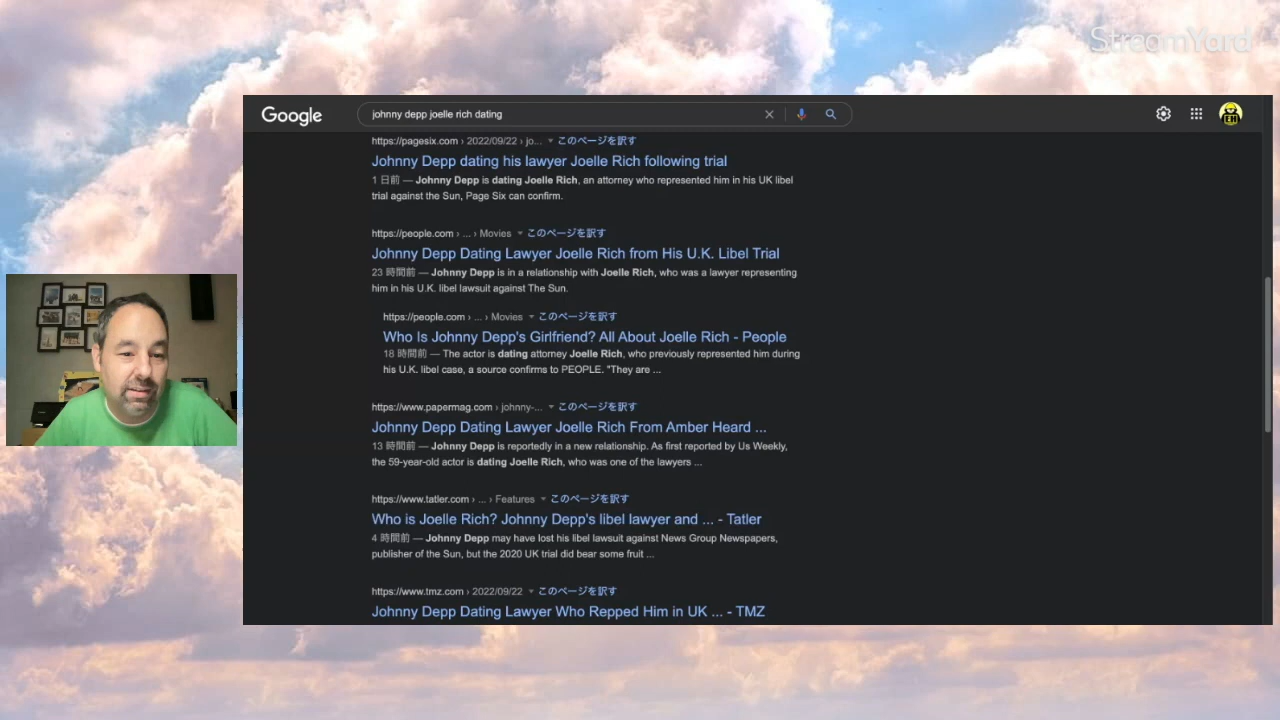 StreamYard
Google
johnny depp joelle rich dating
https://pagesix.com › 2022/09/22 › jo... このページを訳す
Johnny Depp dating his lawyer Joelle Rich following trial
1 日前 — Johnny Depp is dating Joelle Rich, an attorney who represented him in his UK libel
trial against the Sun, Page Six can confirm.
https://people.com › ... › Movies このページを訳す
Johnny Depp Dating Lawyer Joelle Rich from His U.K. Libel Trial
23 時間前 — Johnny Depp is in a relationship with Joelle Rich, who was a lawyer representing
him in his U.K. libel lawsuit against The Sun.
https://people.com › ... › Movies このページを訳す
Who Is Johnny Depp's Girlfriend? All About Joelle Rich - People
18 時間前 — The actor is dating attorney Joelle Rich, who previously represented him during
his U.K. libel case, a source confirms to PEOPLE. "They are ...
https://www.papermag.com › johnny-... このページを訳す
Johnny Depp Dating Lawyer Joelle Rich From Amber Heard ...
13 時間前 — Johnny Depp is reportedly in a new relationship. As first reported by Us Weekly,
the 59-year-old actor is dating Joelle Rich, who was one of the lawyers ...
https://www.tatler.com › ... › Features このページを訳す
Who is Joelle Rich? Johnny Depp's libel lawyer and ... - Tatler
4 時間前 — Johnny Depp may have lost his libel lawsuit against News Group Newspapers,
publisher of the Sun, but the 2020 UK trial did bear some fruit ...
https://www.tmz.com › 2022/09/22 このページを訳す
Johnny Depp Dating Lawyer Who Repped Him in UK ... - TMZ